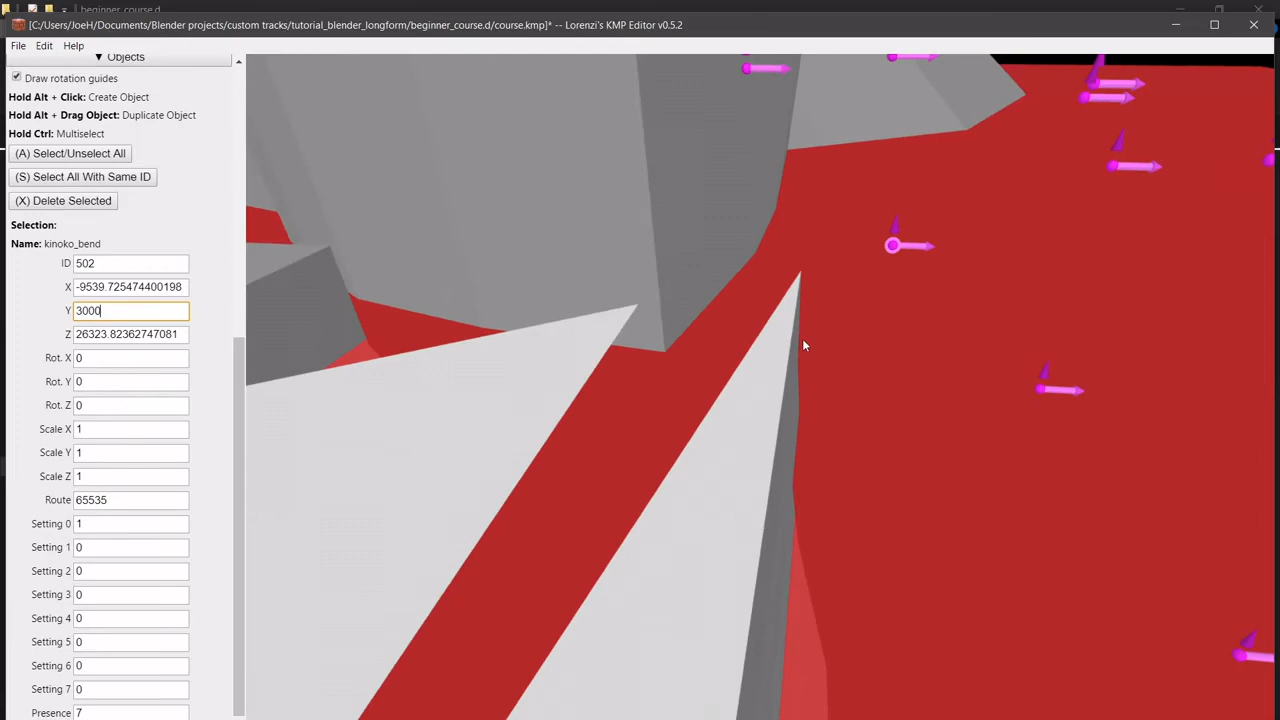 beginner_course.d
[C:/Users/JoeH/Documents/Blender projects/custom tracks/tutorial_blender_longform/beginner_course.d/course.kmp]* -- Lorenzi's KMP Editor v0.5.2
File Edit Help
▼ Objects
Draw rotation guides
Hold Alt + Click: Create Object
Hold Alt + Drag Object: Duplicate Object
Hold Ctrl: Multiselect
(A) Select/Unselect All
(S) Select All With Same ID
(X) Delete Selected
Selection:
Name: kinoko_bend
ID 502
X -9539.725474400198
Y 3000
Z 26323.82362747081
Rot. X 0
Rot. Y 0
Rot. Z 0
Scale X 1
Scale Y 1
Scale Z 1
Route 65535
Setting 0 1
Setting 1 0
Setting 2 0
Setting 3 0
Setting 4 0
Setting 5 0
Setting 6 0
Setting 7 0
Presence 7